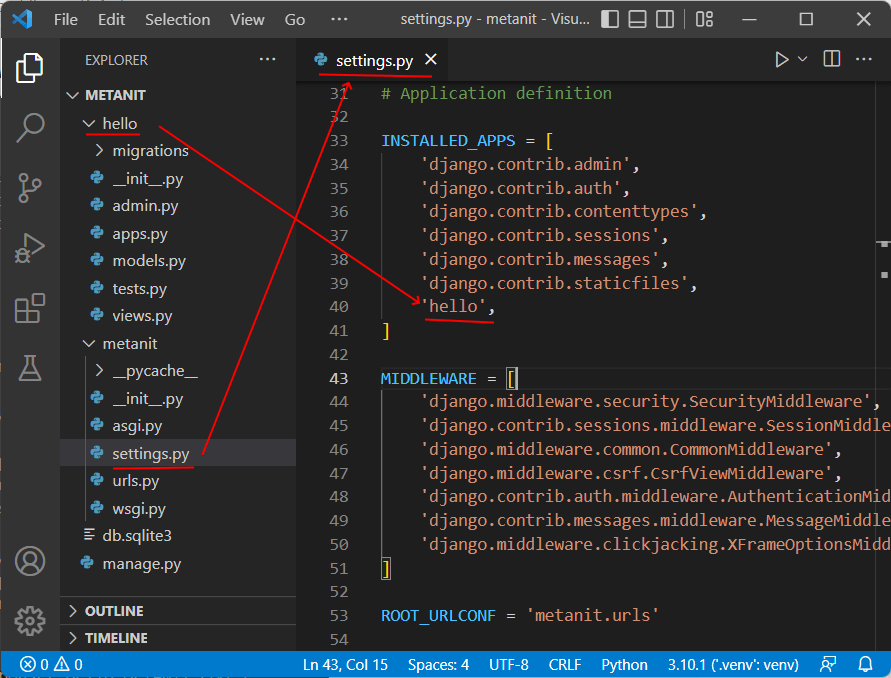 File Edit Selection View Go ··· settings.py - metanit - Visu...
EXPLORER ···
METANIT
hello
migrations
__init__.py
admin.py
apps.py
models.py
tests.py
views.py
metanit
__pycache__
__init__.py
asgi.py
settings.py
urls.py
wsgi.py
db.sqlite3
manage.py
OUTLINE
TIMELINE
settings.py
31 # Application definition
32
33 INSTALLED_APPS = [
34 'django.contrib.admin',
35 'django.contrib.auth',
36 'django.contrib.contenttypes',
37 'django.contrib.sessions',
38 'django.contrib.messages',
39 'django.contrib.staticfiles',
40 'hello',
41 ]
42
43 MIDDLEWARE = [
44 'django.middleware.security.SecurityMiddleware',
45 'django.contrib.sessions.middleware.SessionMiddle
46 'django.middleware.common.CommonMiddleware',
47 'django.middleware.csrf.CsrfViewMiddleware',
48 'django.contrib.auth.middleware.AuthenticationMid
49 'django.contrib.messages.middleware.MessageMiddle
50 'django.middleware.clickjacking.XFrameOptionsMidd
51 ]
52
53 ROOT_URLCONF = 'metanit.urls'
54
0 0 Ln 43, Col 15 Spaces: 4 UTF-8 CRLF Python 3.10.1 ('.venv': venv)